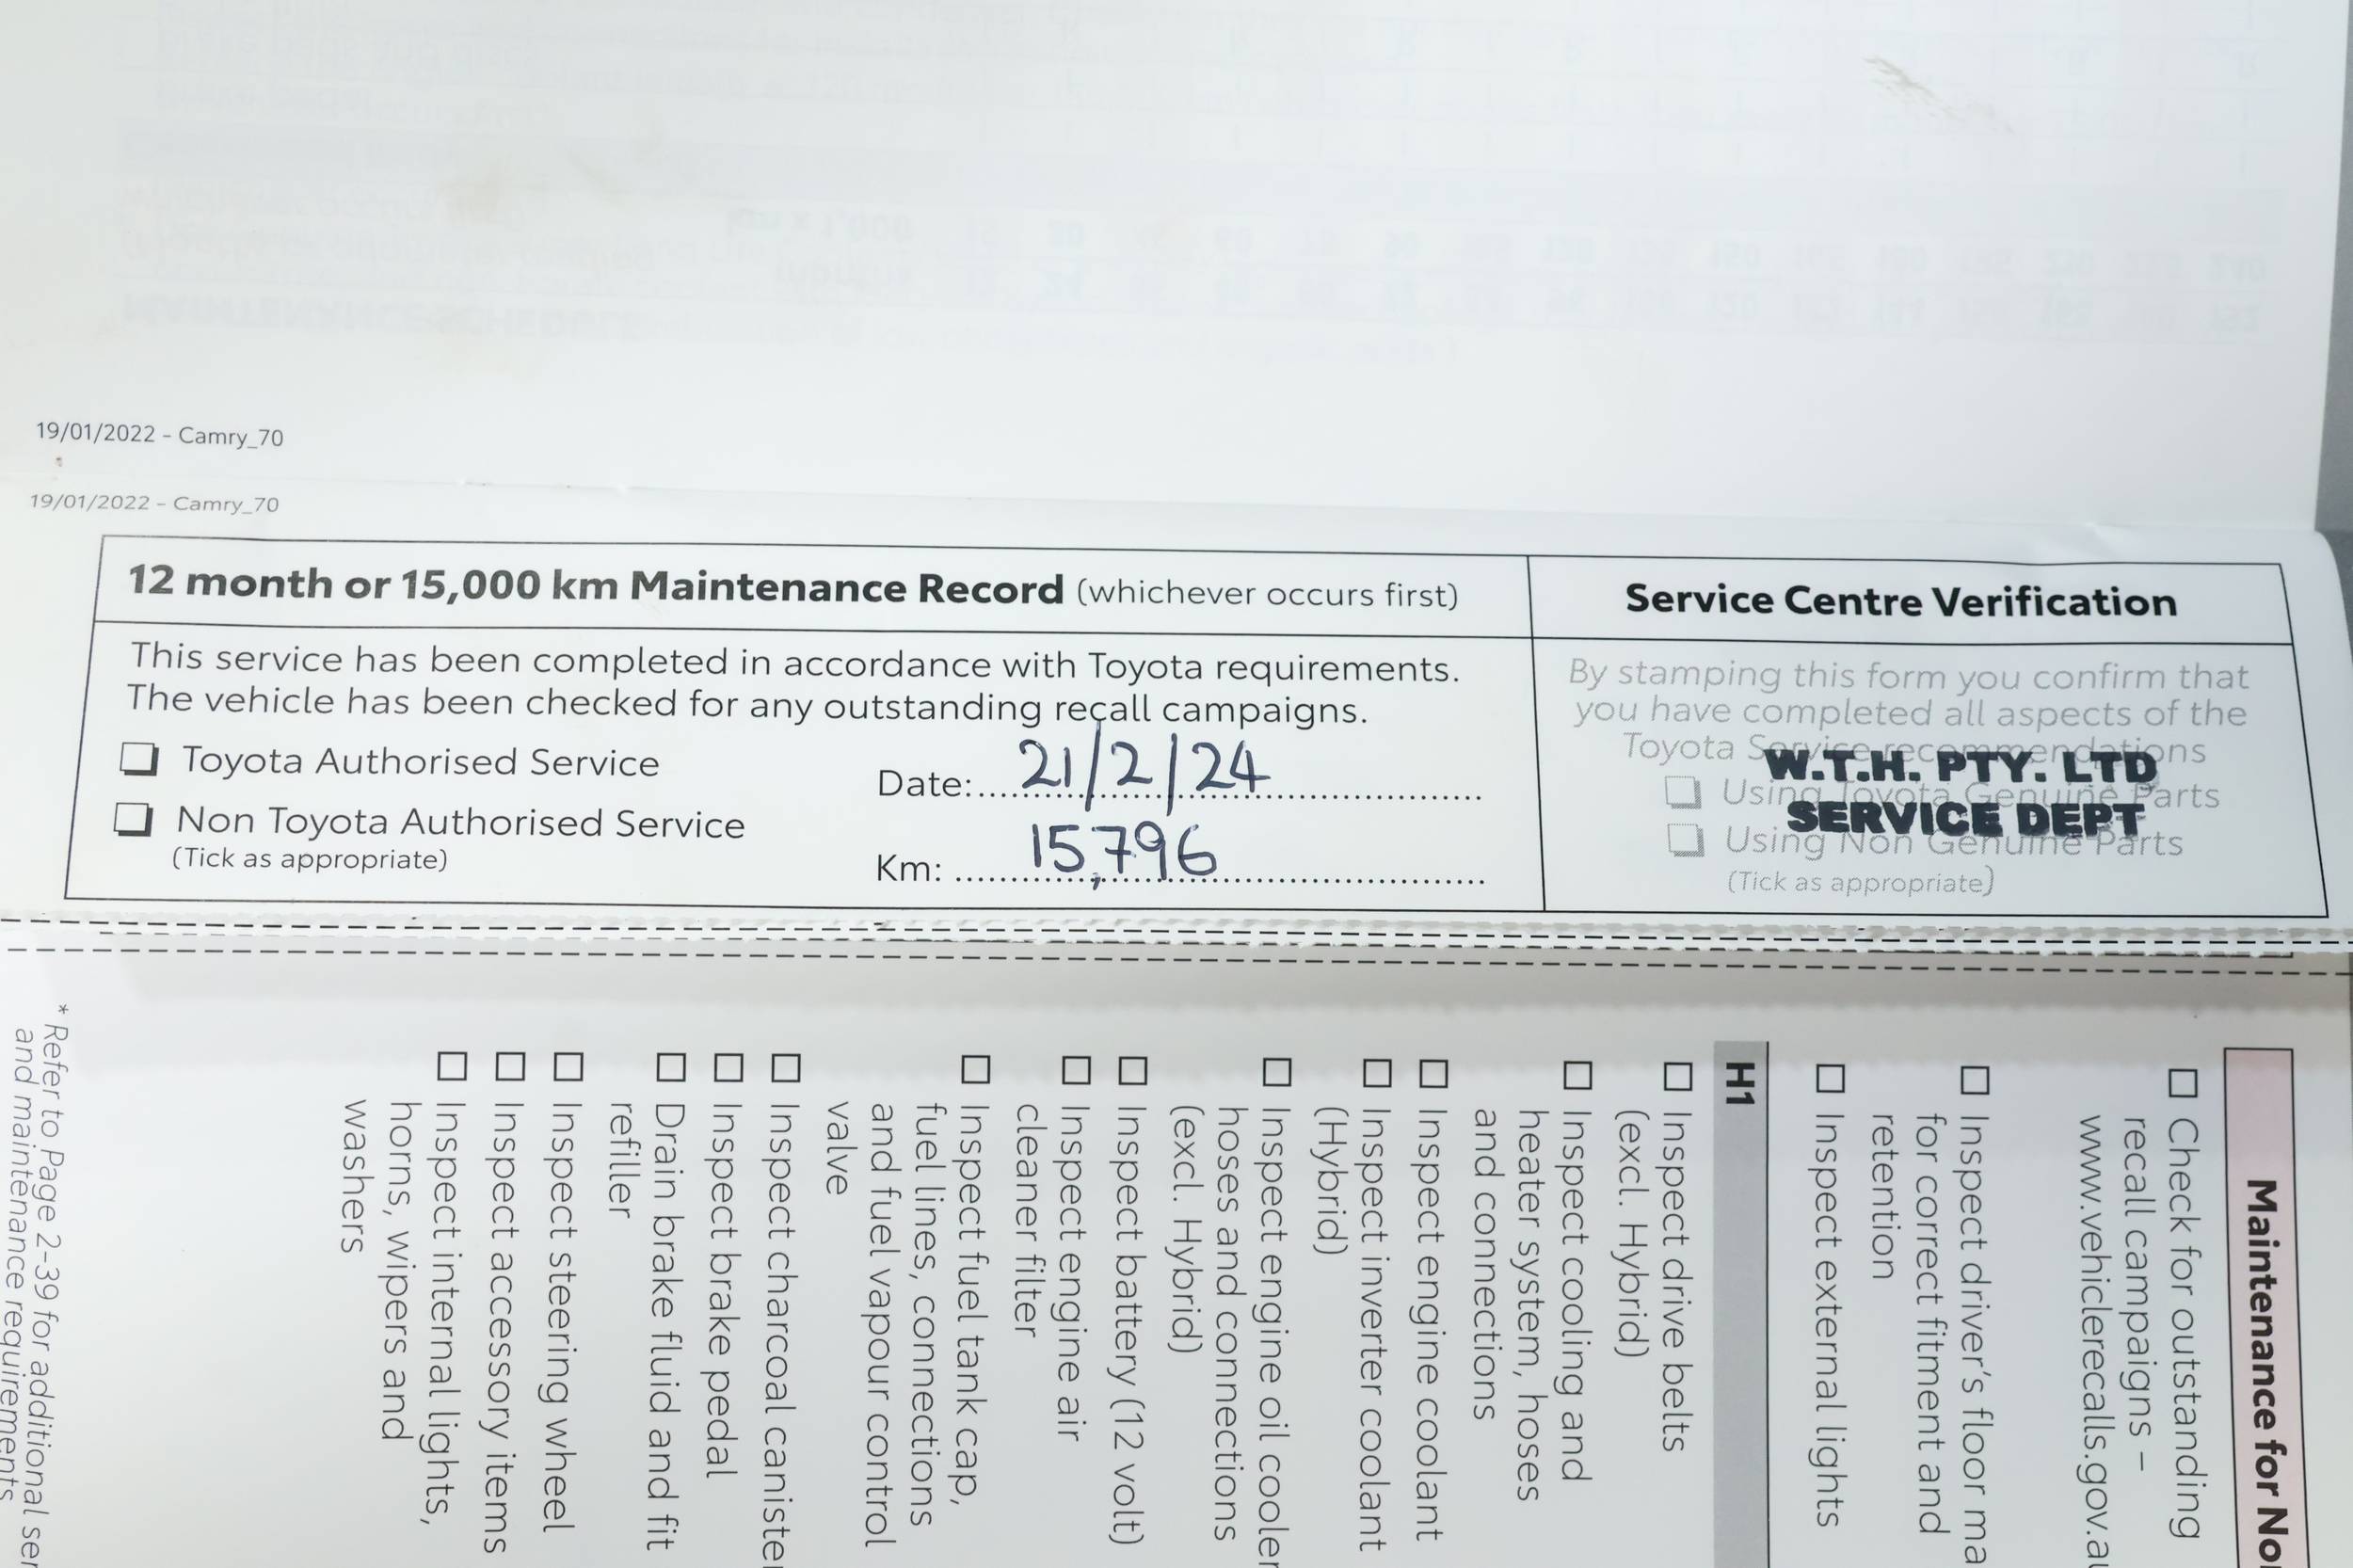 19/01/2022 - Camry_70
19/01/2022 - Camry_70
12 month or 15,000 km Maintenance Record (whichever occurs first)
This service has been completed in accordance with Toyota requirements.
The vehicle has been checked for any outstanding recall campaigns.
Toyota Authorised Service
Non Toyota Authorised Service
(Tick as appropriate)
Date: 21/2/24
Km: 15,796
Service Centre Verification
By stamping this form you confirm that
you have completed all aspects of the
Toyota Service recommendations
Using Toyota Genuine Parts
Using Non Genuine Parts
(Tick as appropriate)
W.T.H. PTY. LTD
SERVICE DEPT
Maintenance for
Check for outstanding
recall campaigns –
www.vehiclerecalls.gov.au
Inspect driver's floor
for correct fitment and
retention
Inspect external lights
H1
Inspect drive belts
(excl. Hybrid)
Inspect cooling and
heater system, hoses
and connections
Inspect engine coolant
Inspect inverter coolant
(Hybrid)
Inspect engine oil cooler
hoses and connections
(excl. Hybrid)
Inspect battery (12 volt)
Inspect engine air
cleaner filter
Inspect fuel tank cap,
fuel lines, connections
and fuel vapour control
valve
Inspect charcoal canister
Inspect brake pedal
Drain brake fluid and fit
refiller
Inspect steering wheel
Inspect accessory items
Inspect internal lights,
horns, wipers and
washers
* Refer to Page 2-39 for additional
and maintenance requirements